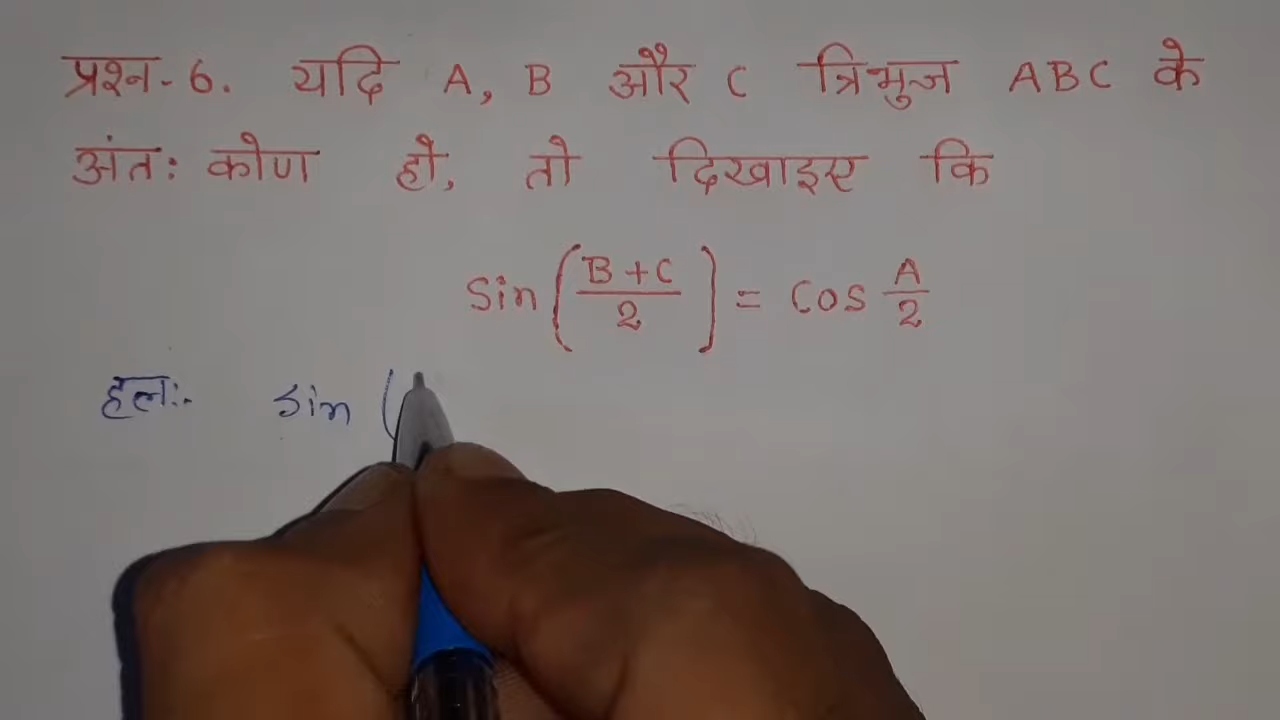 प्रश्न-6. यदि A, B और C त्रिभुज ABC के
अंतः कोण हो, तो दिखाइए कि
Sin(B+C/2) = Cos A/2
हलः- sin (